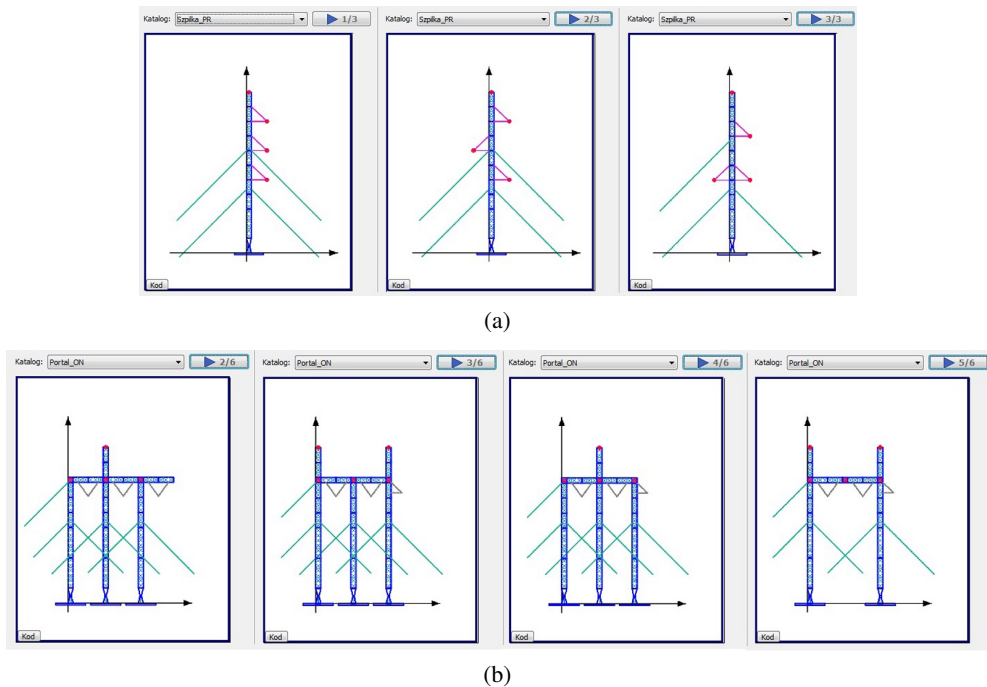 Katalog: Szpilka_PR 1/3 Katalog: Szpilka_PR 2/3 Katalog: Szpilka_PR 3/3
Kod Kod Kod
(a)
Katalog: Portal_ON 2/6 Katalog: Portal_ON 3/6 Katalog: Portal_ON 4/6 Katalog: Portal_ON 5/6
Kod Kod Kod Kod
(b)